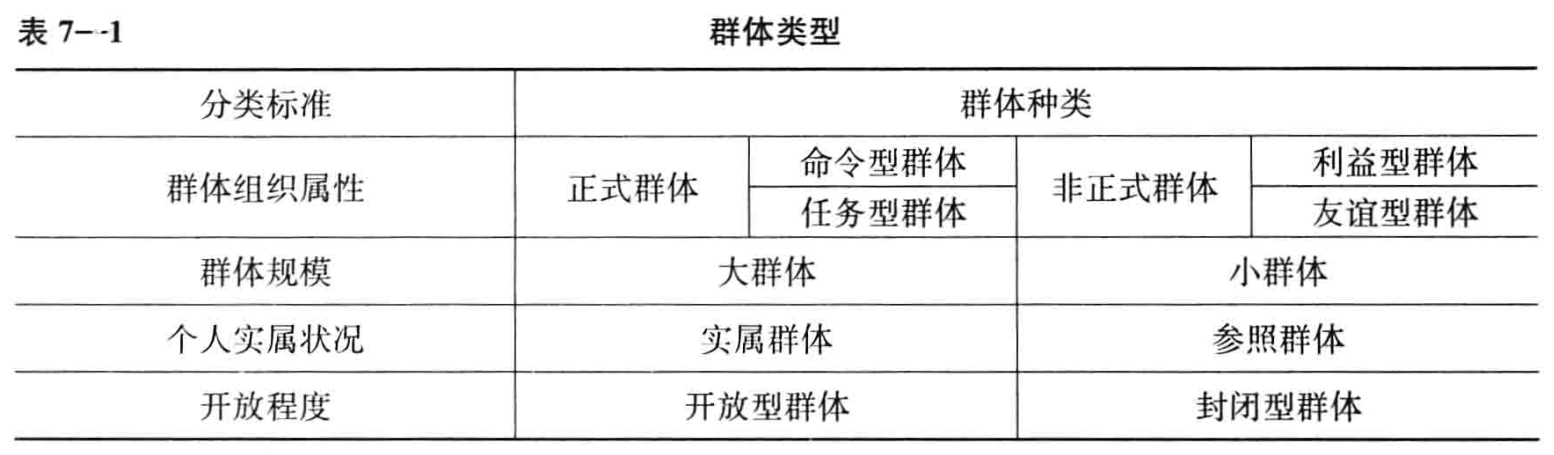 表 7--1 群体类型
分类标准 群体种类
命令型群体 利益型群体
群体组织属性 正式群体 非正式群体
任务型群体 友谊型群体
群体规模 大群体 小群体
个人实属状况 实属群体 参照群体
开放程度 开放型群体 封闭型群体